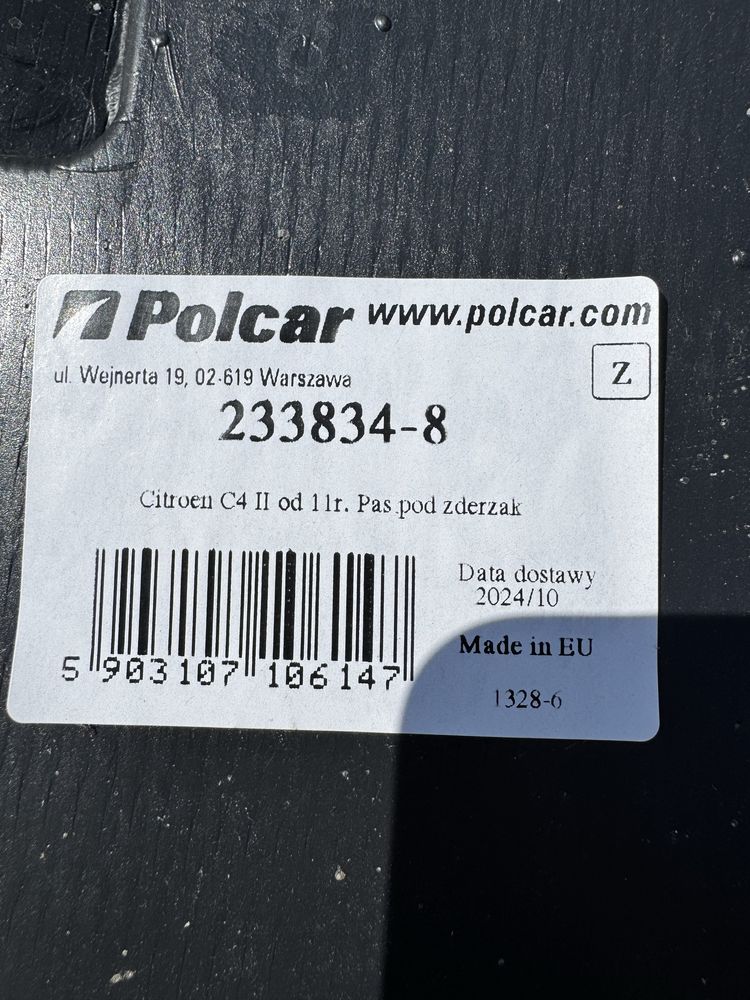 Polcar www.polcar.com
ul. Wejnerta 19, 02-619 Warszawa
Z
233834-8
Citroen C4 II od 11r. Pas.pod zderzak
Data dostawy
2024/10
Made in EU
5 903107 106147
1328-6